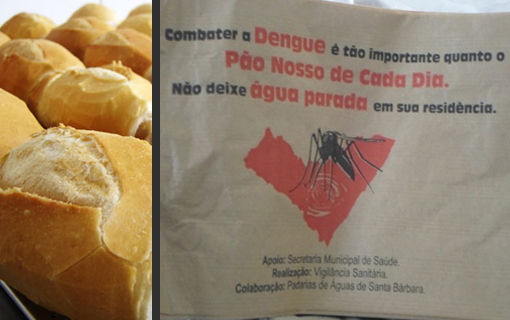 Combater a Dengue é tão importante quanto o
Pão Nosso de Cada Dia.
Não deixe água parada em sua residência.
Apoio: Secretaria Municipal de Saúde.
Realização: Vigilância Sanitária.
Colaboração: Padarias de Águas de Santa Bárbara.